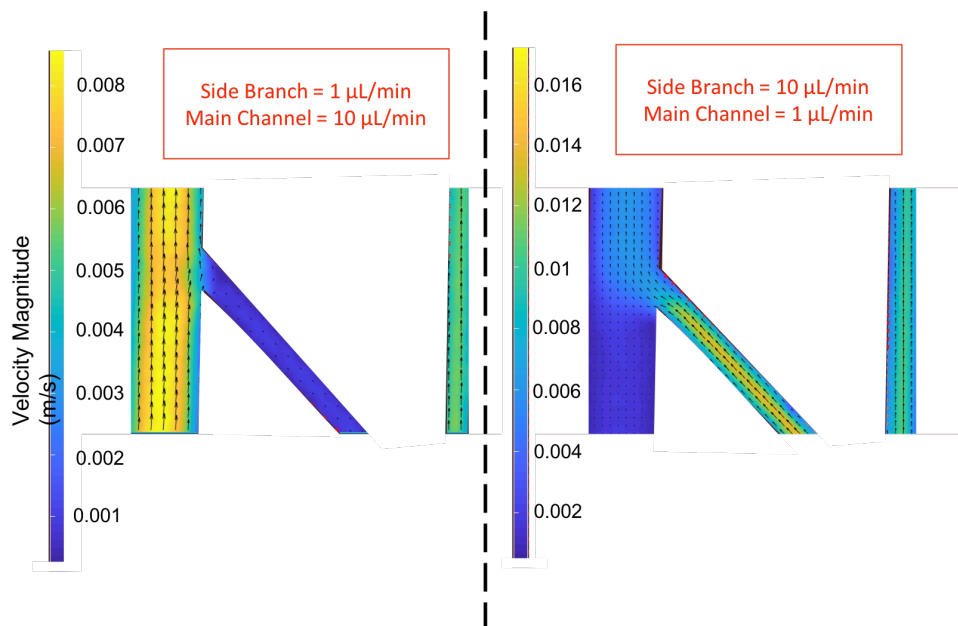 Side Branch = 1 µL/min
Main Channel = 10 µL/min
Velocity Magnitude
(m/s)
0.008
0.007
0.006
0.005
0.004
0.003
0.002
0.001
Side Branch = 10 µL/min
Main Channel = 1 µL/min
0.016
0.014
0.012
0.01
0.008
0.006
0.004
0.002